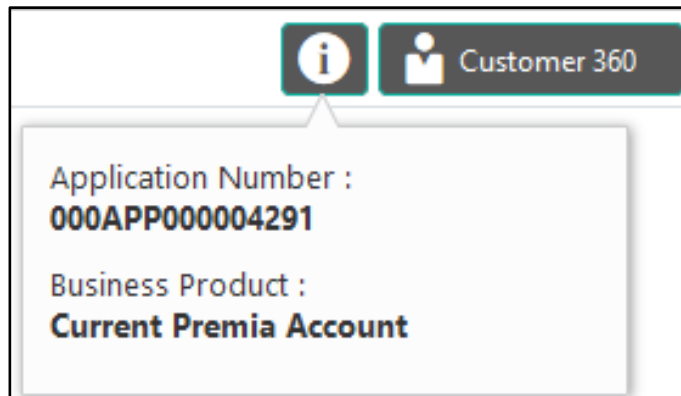 i Customer 360
Application Number :
000APP000004291
Business Product :
Current Premia Account